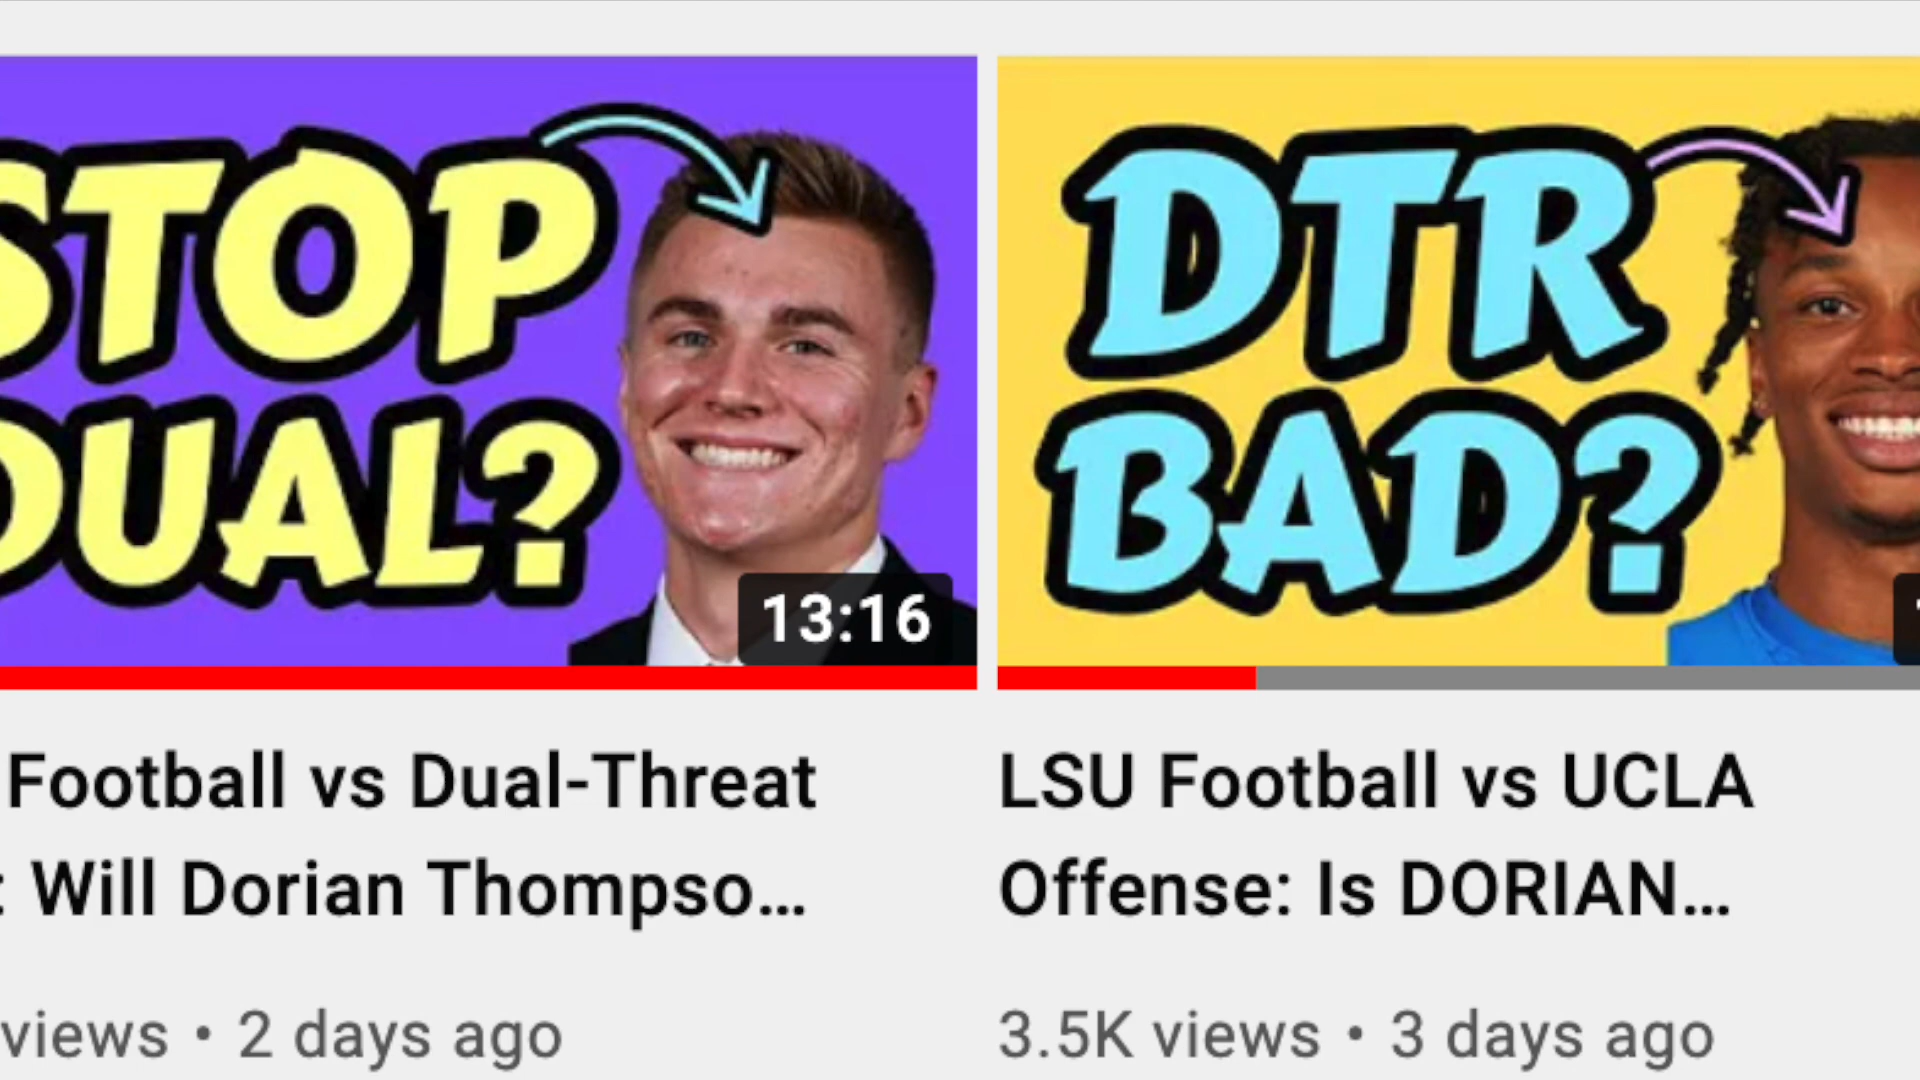 STOP
DUAL?
13:16
Football vs Dual-Threat
: Will Dorian Thompso...
views • 2 days ago
DTR
BAD?
LSU Football vs UCLA
Offense: Is DORIAN...
3.5K views • 3 days ago